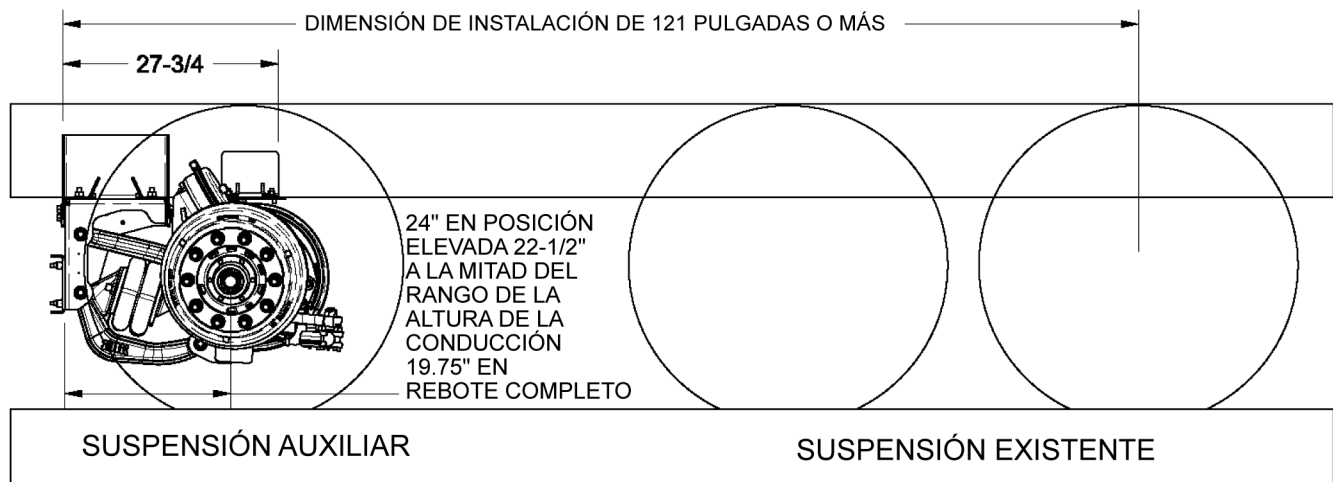 DIMENSIÓN DE INSTALACIÓN DE 121 PULGADAS O MÁS
27-3/4
24" EN POSICIÓN
ELEVADA 22-1/2"
A LA MITAD DEL
RANGO DE LA
ALTURA DE LA
CONDUCCIÓN
19.75" EN
REBOTE COMPLETO
SUSPENSIÓN AUXILIAR
SUSPENSIÓN EXISTENTE